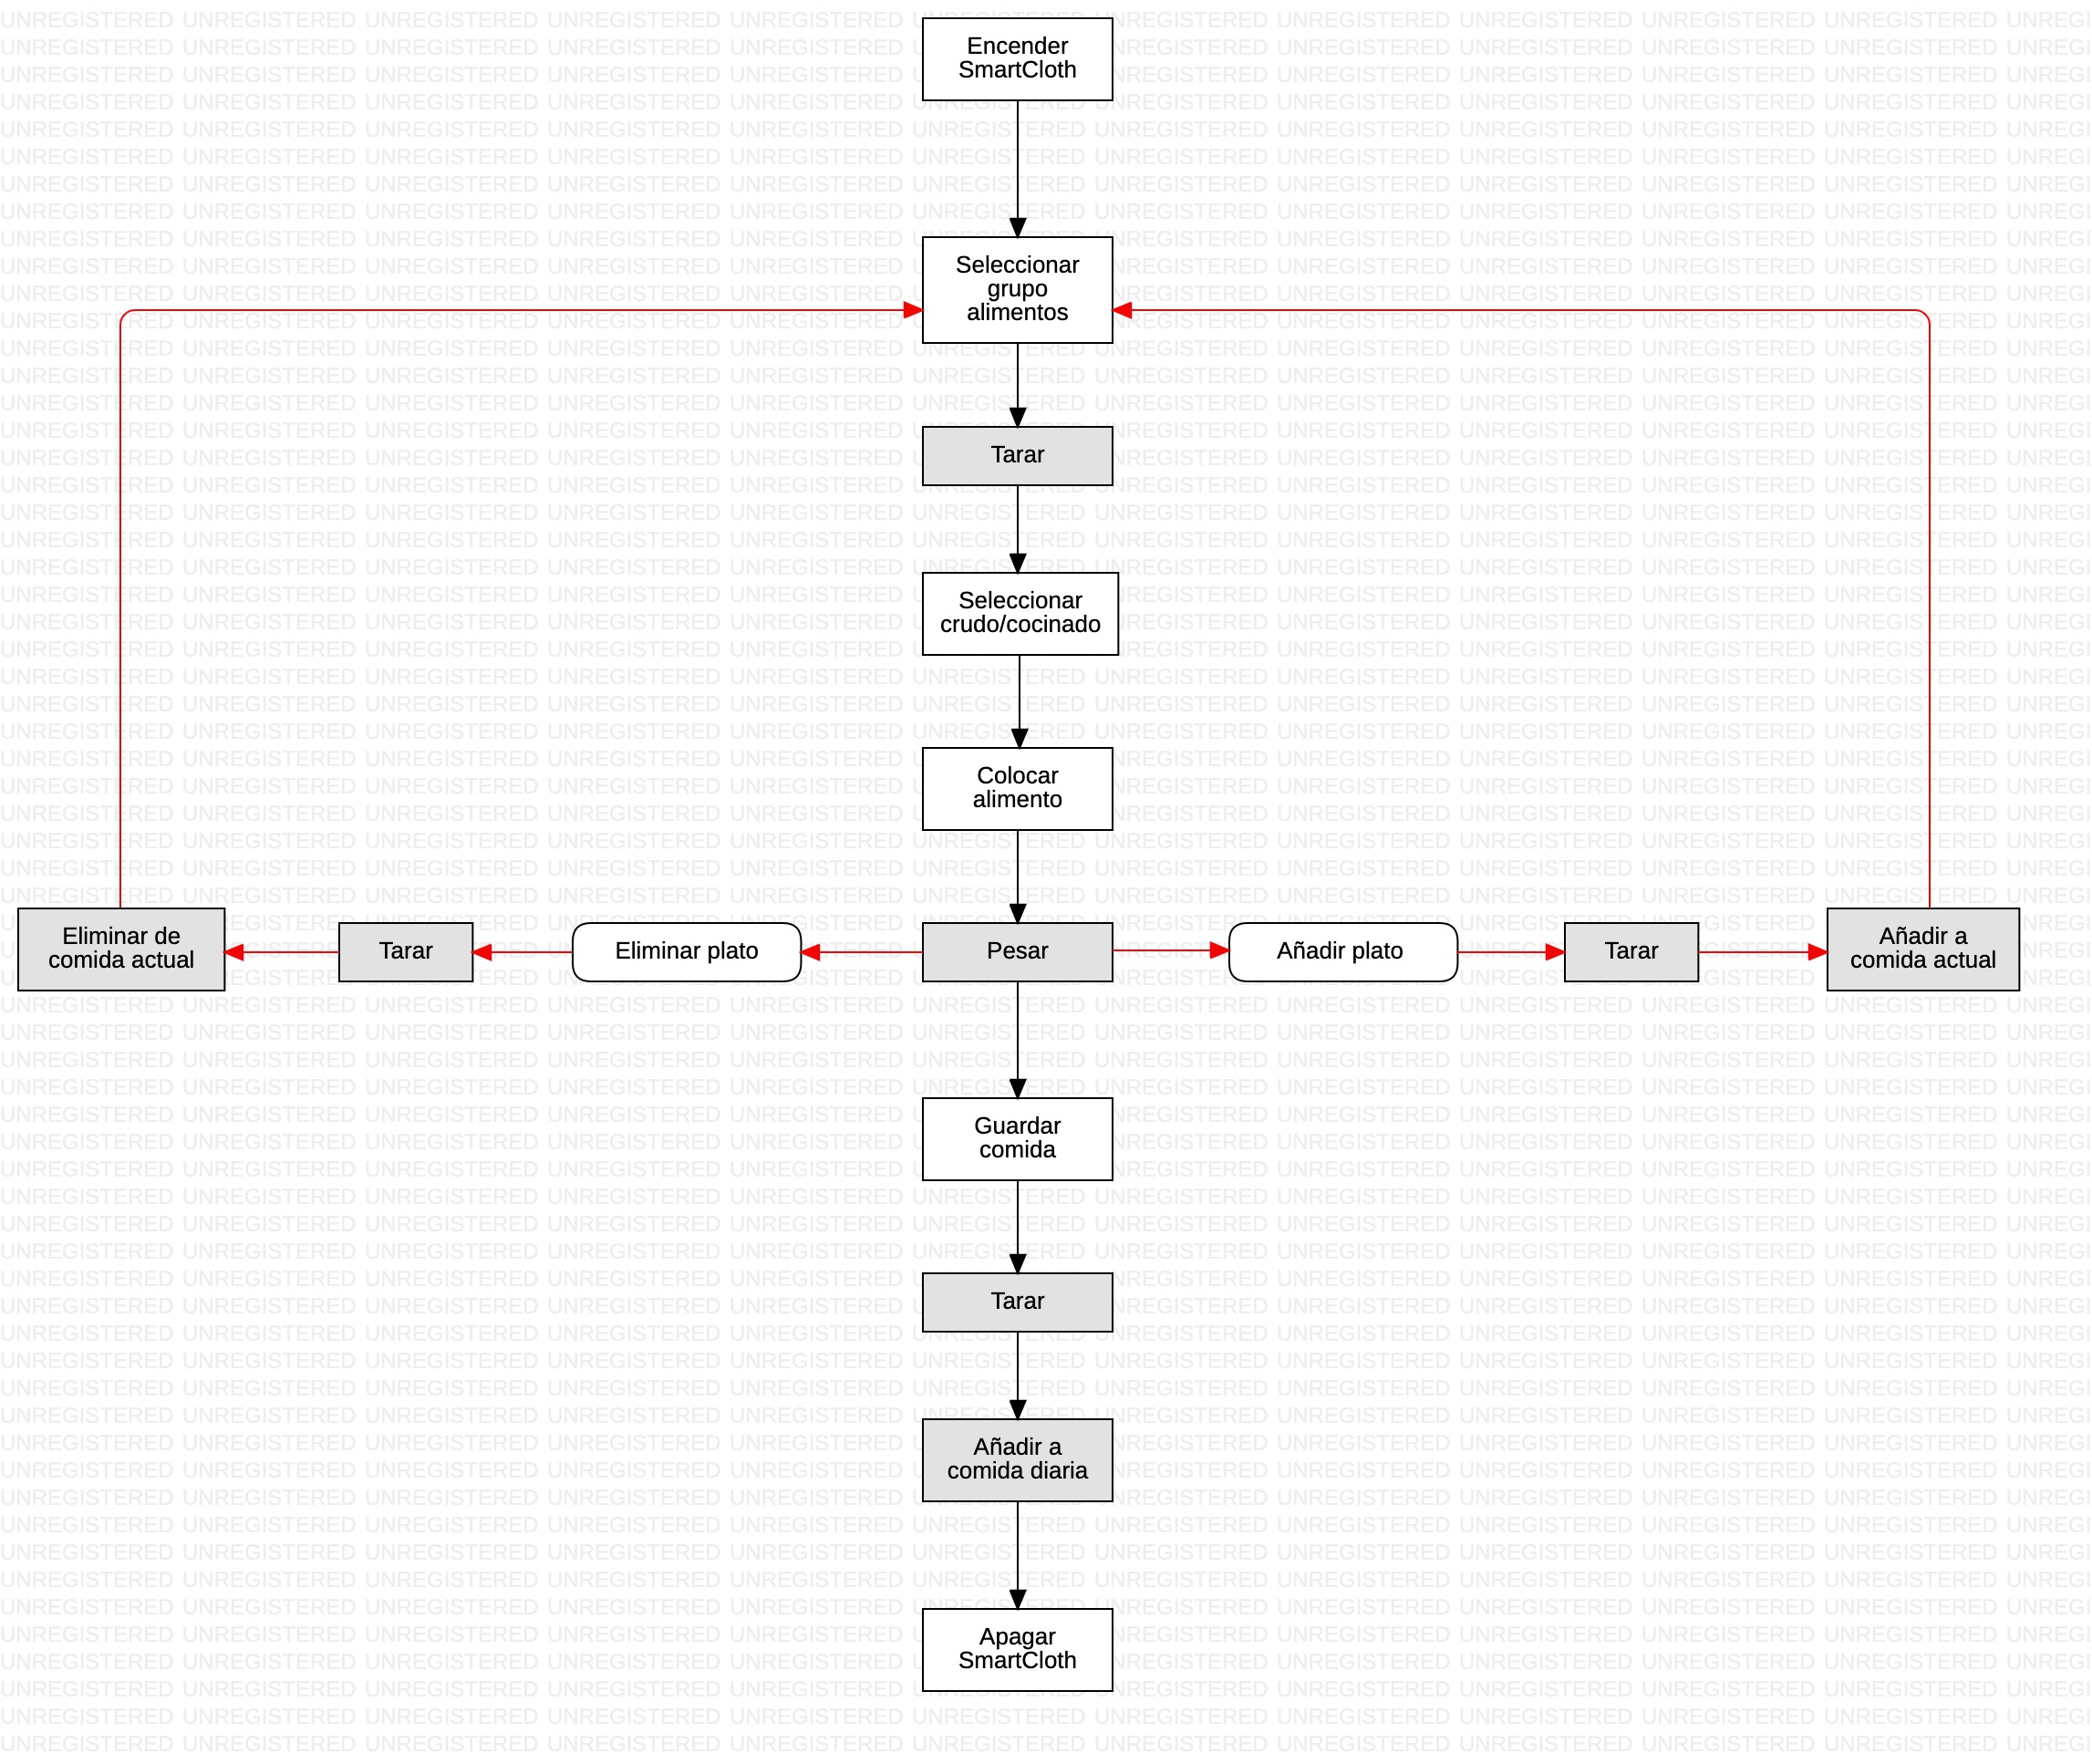 Encender
SmartCloth
Seleccionar
grupo
alimentos
Tarar
Seleccionar
crudo/cocinado
Colocar
alimento
Eliminar de
comida actual
Tarar
Eliminar plato
Pesar
Añadir plato
Tarar
Añadir a
comida actual
Guardar
comida
Tarar
Añadir a
comida diaria
Apagar
SmartCloth
UNREGISTERED